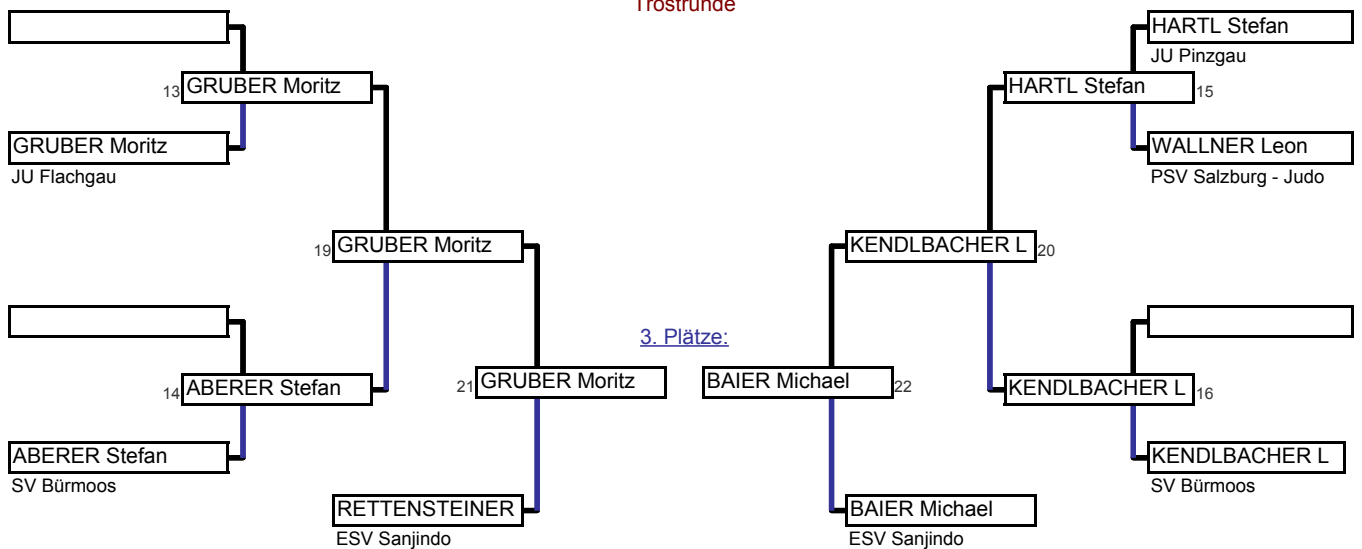 Trostrunde
HARTL Stefan
JU Pinzgau
13 GRUBER Moritz
HARTL Stefan 15
GRUBER Moritz
JU Flachgau
WALLNER Leon
PSV Salzburg - Judo
19 GRUBER Moritz
KENDLBACHER L 20
3. Plätze:
14 ABERER Stefan
21 GRUBER Moritz
BAIER Michael 22
KENDLBACHER L 16
ABERER Stefan
SV Bürmoos
KENDLBACHER L
SV Bürmoos
RETTENSTEINER
ESV Sanjindo
BAIER Michael
ESV Sanjindo